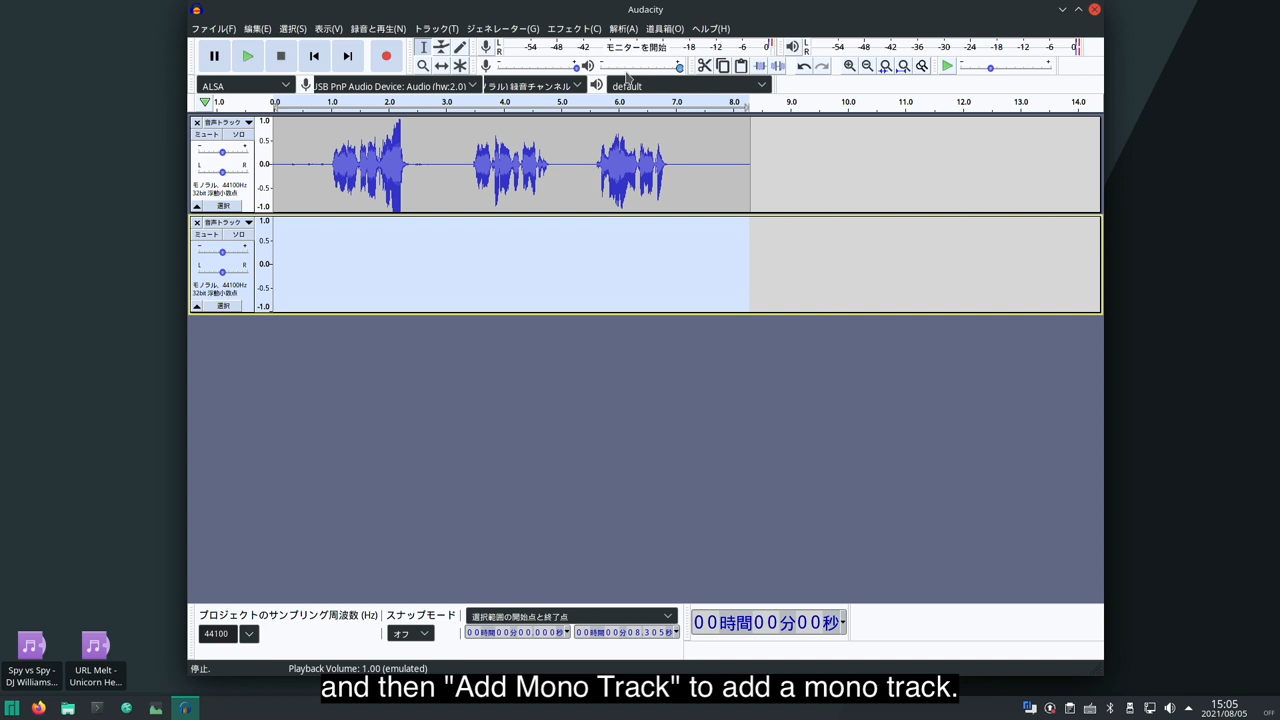 Audacity
ファイル(F) 編集(E) 選択(S) 表示(V) 録音と再生(N) トラック(T) ジェネレーター(G) エフェクト(C) 解析(A) 道具箱(O) ヘルプ(H)
L R -54 -48 -42 モニターを開始 -18 -12 -6 0 L R -54 -48 -42 -36 -30 -24 -18 -12 -6 0
ALSA
USB PnP Audio Device: Audio (hw:2.0)
ラル) 録音チャンネル
default
1.0 0.0 1.0 2.0 3.0 4.0 5.0 6.0 7.0 8.0 9.0 10.0 11.0 12.0 13.0 14.0
音声トラック
ミュート ソロ
- +
L R
モノラル、44100Hz
32bit 浮動小数点
選択
1.0
0.5
0.0
-0.5
-1.0
音声トラック
ミュート ソロ
- +
L R
モノラル、44100Hz
32bit 浮動小数点
選択
1.0
0.5
0.0
-0.5
-1.0
プロジェクトのサンプリング周波数 (Hz) スナップモード
選択範囲の開始点と終了点
44100 オフ
00時間00分00.000秒 00時間00分08.305秒
00時間00分00秒
停止.
Playback Volume: 1.00 (emulated)
Spy vs Spy -
DJ Williams...
URL Melt -
Unicorn He...
and then "Add Mono Track" to add a mono track.
15:05
2021/08/05
OFF